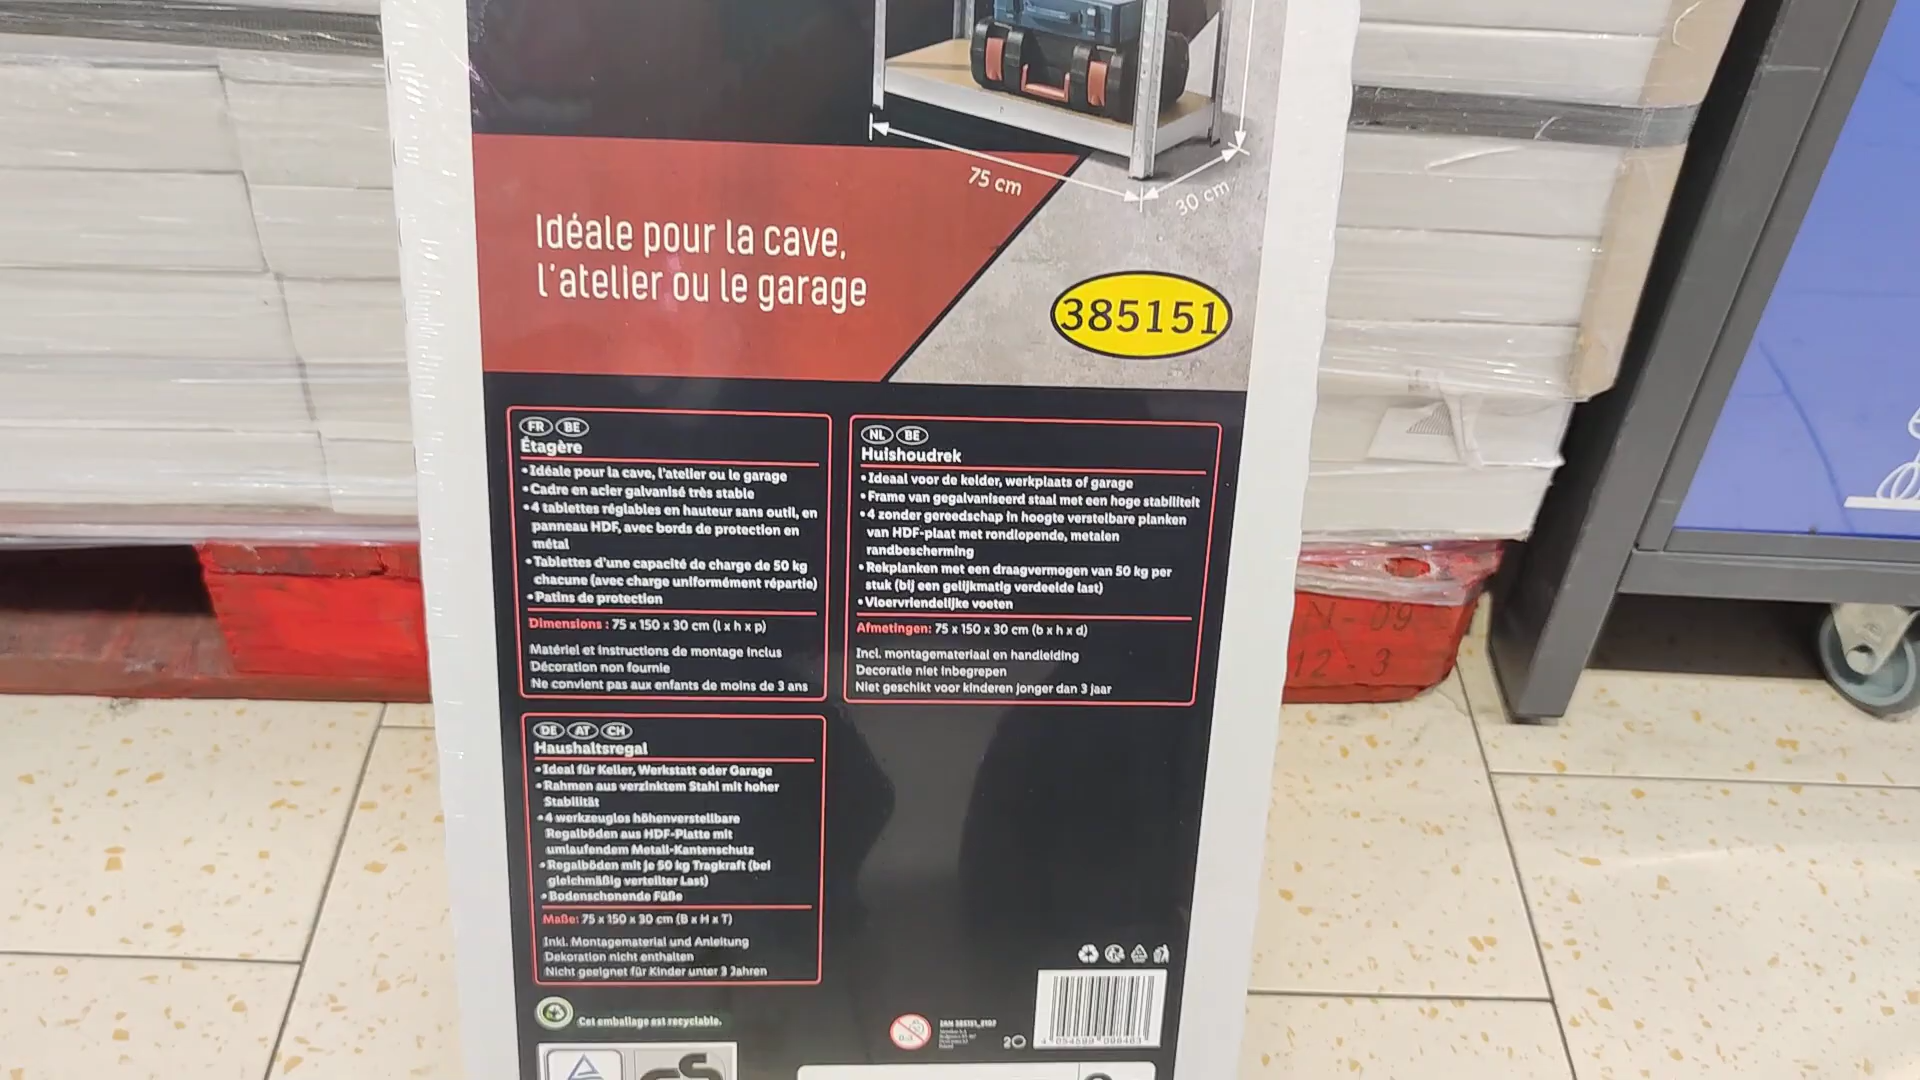 75 cm
30 cm
Idéale pour la cave,
l'atelier ou le garage
385151
FR BE
Étagère
• Idéale pour la cave, l'atelier ou le garage
• Cadre en acier galvanisé très stable
• 4 tablettes réglables en hauteur sans outil, en
panneau HDF, avec bords de protection en
métal
• Tablettes d'une capacité de charge de 50 kg
chacune (avec charge uniformément répartie)
• Patins de protection
Dimensions : 75 x 150 x 30 cm (l x h x p)
Matériel et instructions de montage inclus
Décoration non fournie
Ne convient pas aux enfants de moins de 3 ans
NL BE
Huishoudrek
• Ideaal voor de kelder, werkplaats of garage
• Frame van gegalvaniseerd staal met een hoge stabiliteit
• 4 zonder gereedschap in hoogte verstelbare planken
van HDF-plaat met rondlopende, metalen
randbescherming
• Rekplanken met een draagvermogen van 50 kg per
stuk (bij een gelijkmatig verdeelde last)
• Vloervriendelijke voeten
Afmetingen: 75 x 150 x 30 cm (b x h x d)
Incl. montagemateriaal en handleiding
Decoratie niet inbegrepen
Niet geschikt voor kinderen jonger dan 3 jaar
DE AT CH
Haushaltsregal
• Ideal für Keller, Werkstatt oder Garage
• Rahmen aus verzinktem Stahl mit hoher
Stabilität
• 4 werkzeuglos höhenverstellbare
Regalböden aus HDF-Platte mit
umlaufendem Metall-Kantenschutz
• Regalböden mit je 50 kg Tragkraft (bei
gleichmäßig verteilter Last)
• Bodenschonende Füße
Maße: 75 x 150 x 30 cm (B x H x T)
Inkl. Montagematerial und Anleitung
Dekoration nicht enthalten
Nicht geeignet für Kinder unter 3 Jahren
Cet emballage est recyclable.
0-3
20
- 09
12 - 3